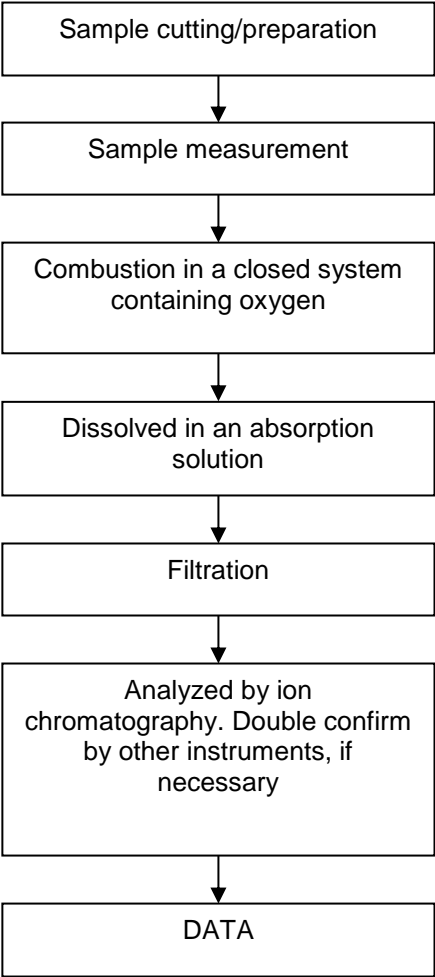 Sample cutting/preparation
Sample measurement
Combustion in a closed system
containing oxygen
Dissolved in an absorption
solution
Filtration
Analyzed by ion
chromatography. Double confirm
by other instruments, if
necessary
DATA